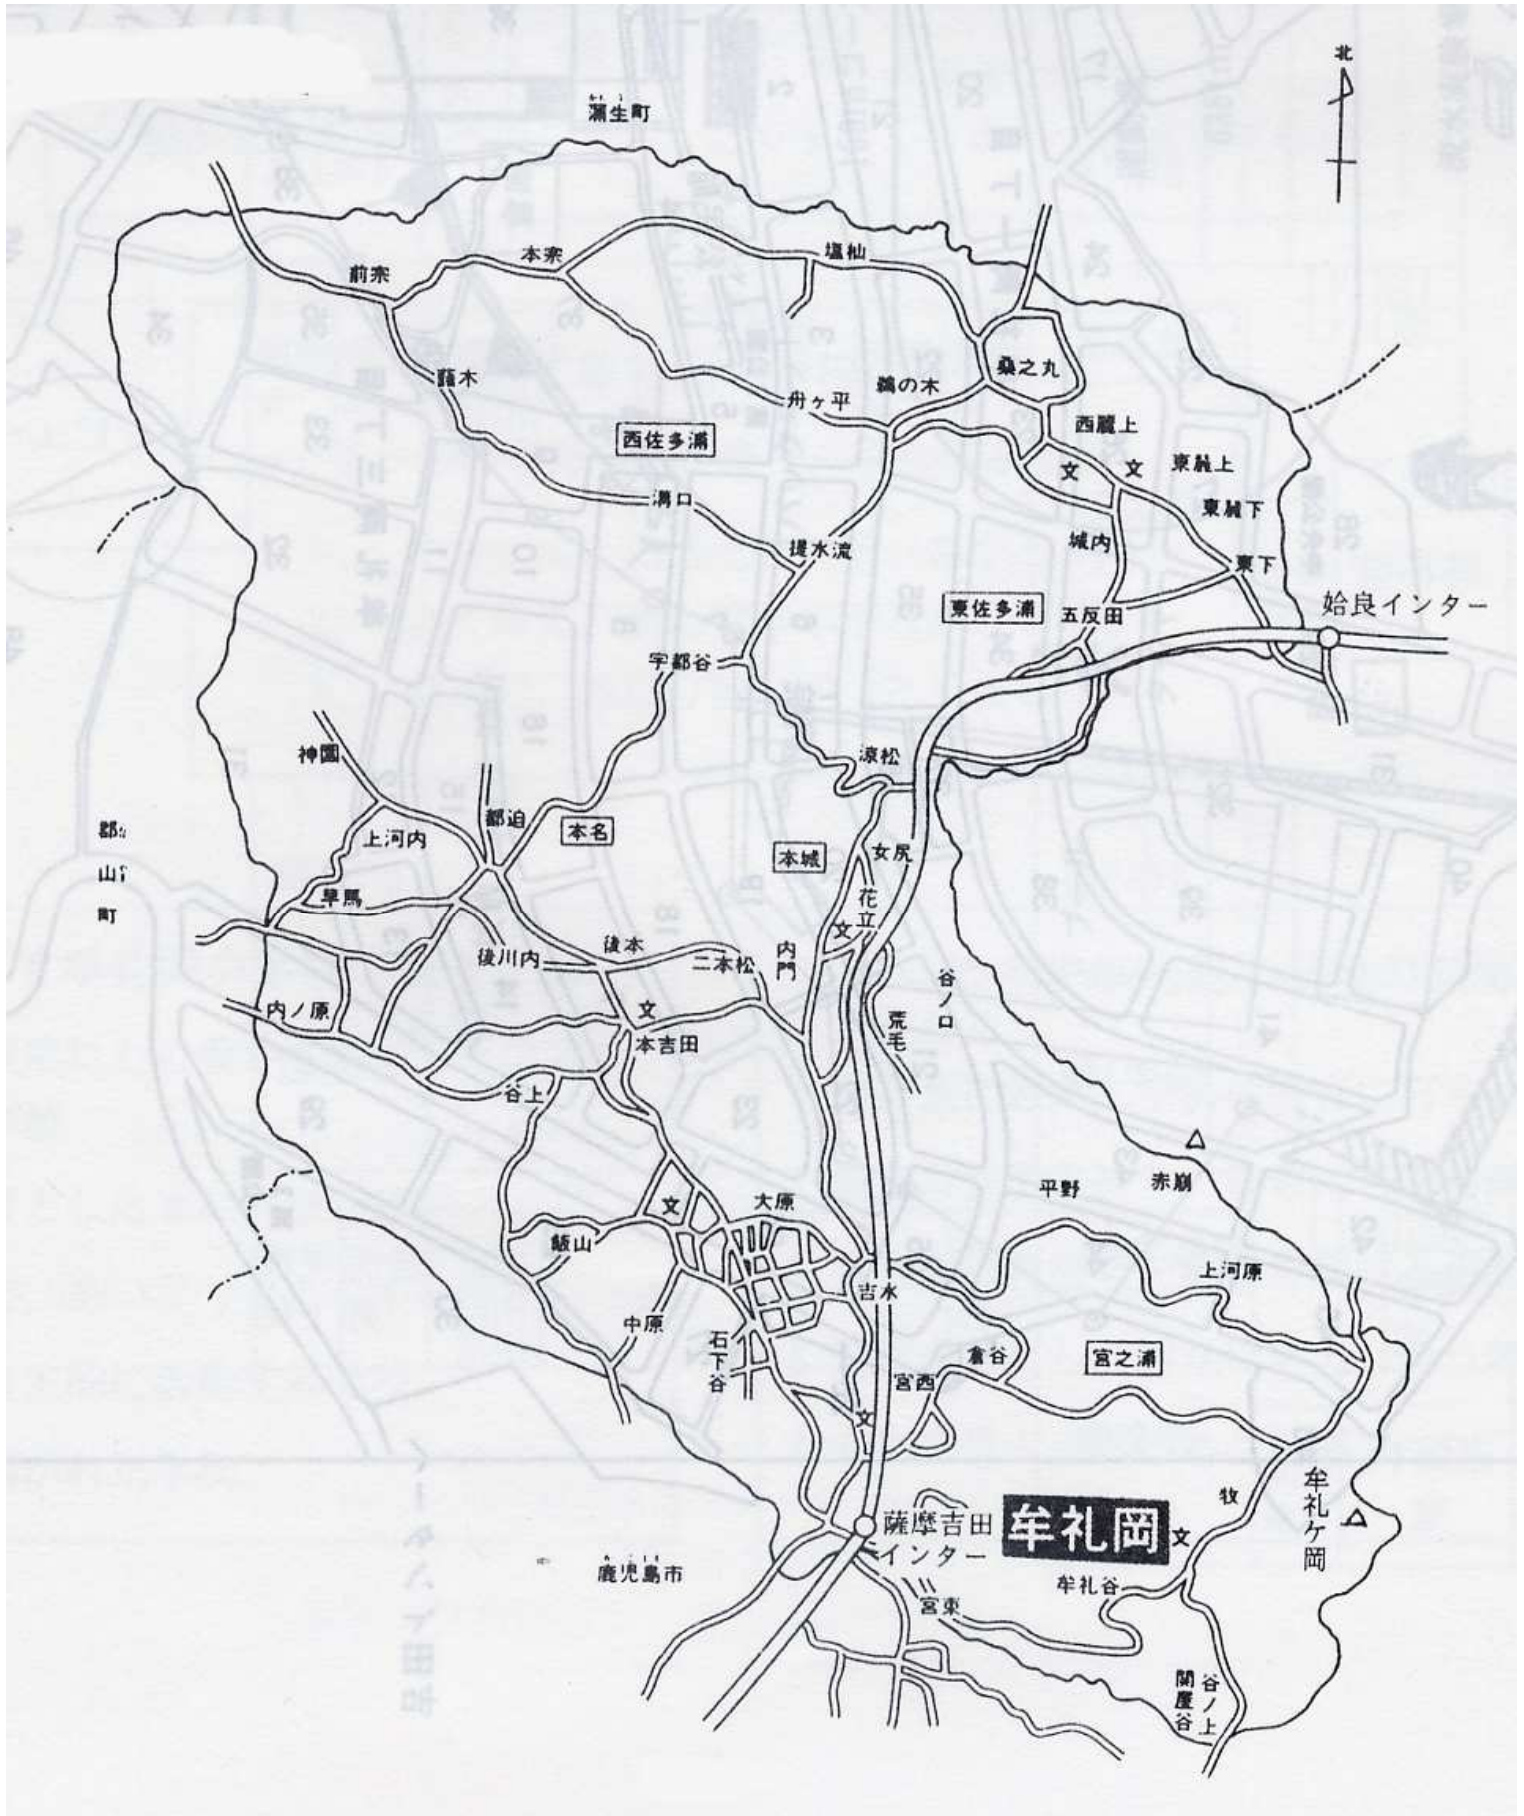 北
蒲生町
前宗
本宗
塩杣
桑之丸
鵜の木
舟ヶ平
西麓上
文
文
東麓上
西佐多浦
溝口
東麓下
城内
提水流
東下
東佐多浦
五反田
姶良インター
宇都谷
神園
涼松
都迫
上河内
本名
本城
女尻
郡山町
早馬
花立
文
後川内
後本
二本松
内門
谷ノ口
内ノ原
文
荒毛
本吉田
谷上
平野
赤崩
文
大原
飯山
上河原
吉水
中原
石下谷
倉谷
宮之浦
宮西
文
牧
牟礼ケ岡
薩摩吉田
インター
牟礼岡
文
鹿児島市
牟礼谷
宮東
関屋谷
谷ノ上